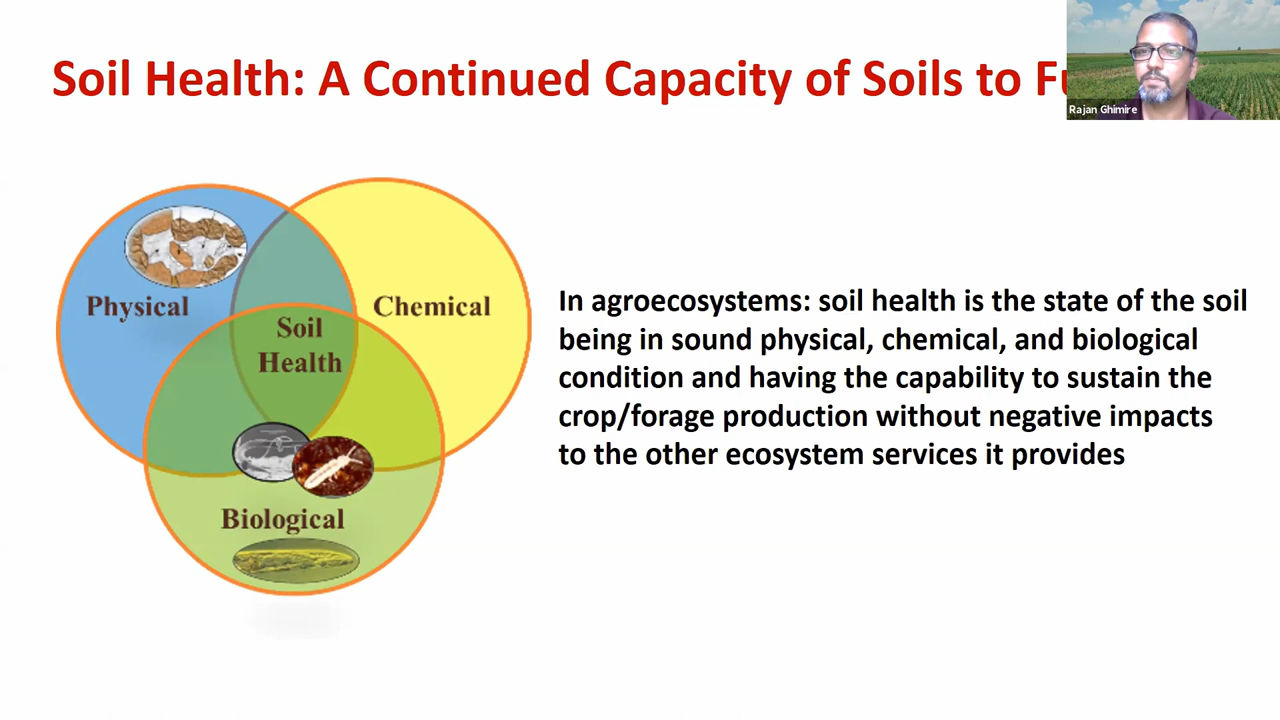 Soil Health: A Continued Capacity of Soils to
Rajan Ghimire
Physical
Chemical
Soil
Health
Biological
In agroecosystems: soil health is the state of the soil
being in sound physical, chemical, and biological
condition and having the capability to sustain the
crop/forage production without negative impacts
to the other ecosystem services it provides